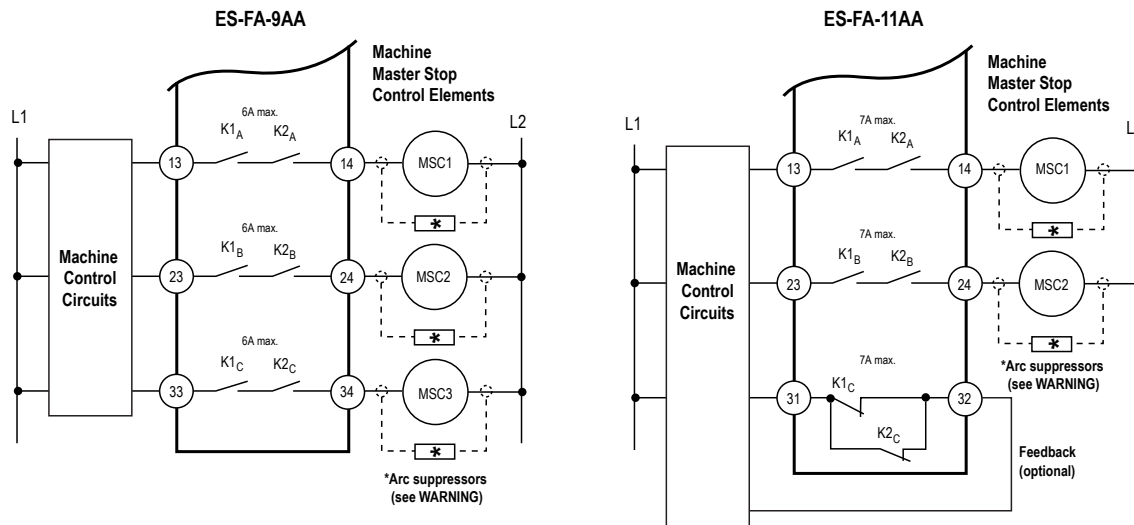 ES-FA-9AA
Machine
Master Stop
Control Elements
L1
L2
6A max.
K1A K2A
13
14
MSC1
*
6A max.
K1B K2B
23
24
MSC2
*
Machine
Control
Circuits
6A max.
K1C K2C
33
34
MSC3
*
*Arc suppressors
(see WARNING)
ES-FA-11AA
Machine
Master Stop
Control Elements
L1
L
7A max.
K1A K2A
13
14
MSC1
*
7A max.
K1B K2B
23
24
MSC2
*
Machine
Control
Circuits
*Arc suppressors
(see WARNING)
7A max.
K1C
31
32
K2C
Feedback
(optional)